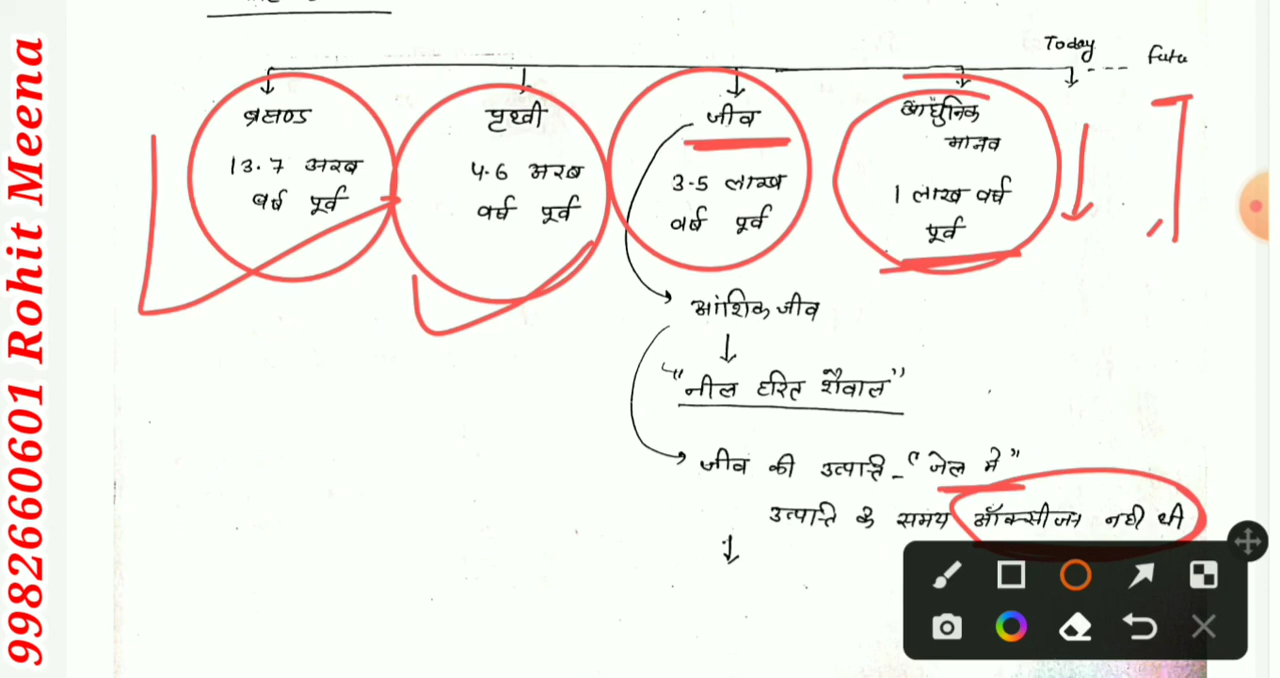 Today
ब्रह्माण्ड
पृथ्वी
जीव
आधुनिक
मानव
13.7 अरब
वर्ष पूर्व
4.6 अरब
वर्ष पूर्व
3.5 लाख
वर्ष पूर्व
1 लाख वर्ष
पूर्व
आंशिक जीव
"नील हरित शैवाल"
जीव की उत्पत्ति - "जल में"
उत्पत्ति के समय ऑक्सीजन नही थी
9982660601 Rohit Meena